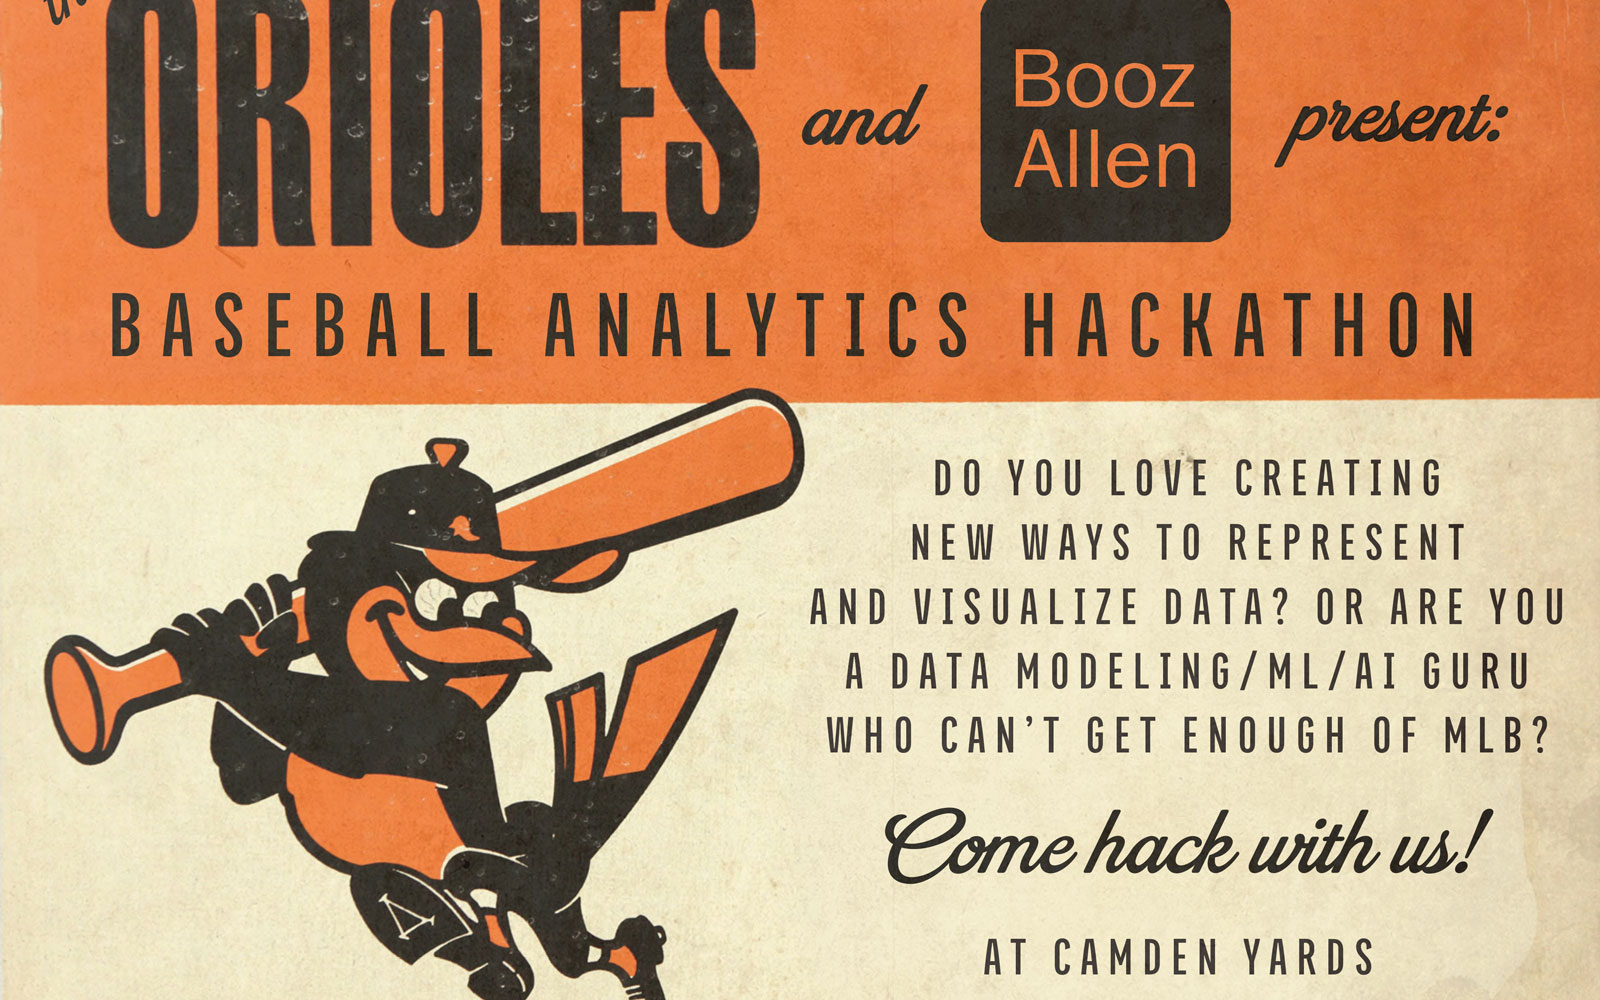 the
ORIOLES and Booz Allen present:
BASEBALL ANALYTICS HACKATHON
DO YOU LOVE CREATING
NEW WAYS TO REPRESENT
AND VISUALIZE DATA? OR ARE YOU
A DATA MODELING/ML/AI GURU
WHO CAN'T GET ENOUGH OF MLB?
Come hack with us!
AT CAMDEN YARDS